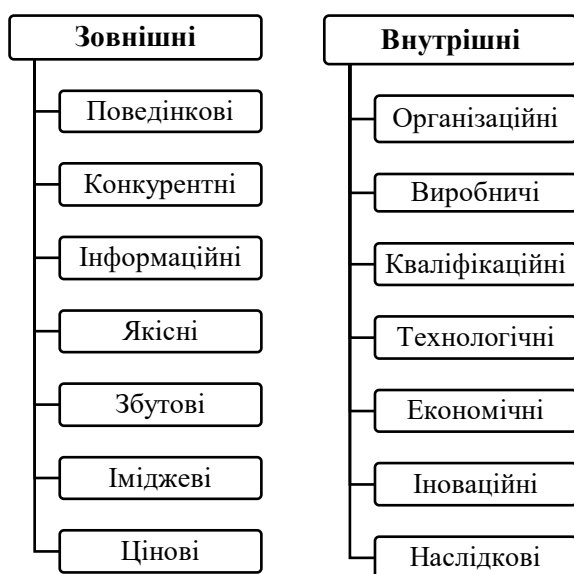 Зовнішні
Поведінкові
Конкурентні
Інформаційні
Якісні
Збутові
Іміджеві
Цінові
Внутрішні
Організаційні
Виробничі
Кваліфікаційні
Технологічні
Економічні
Іноваційні
Наслідкові